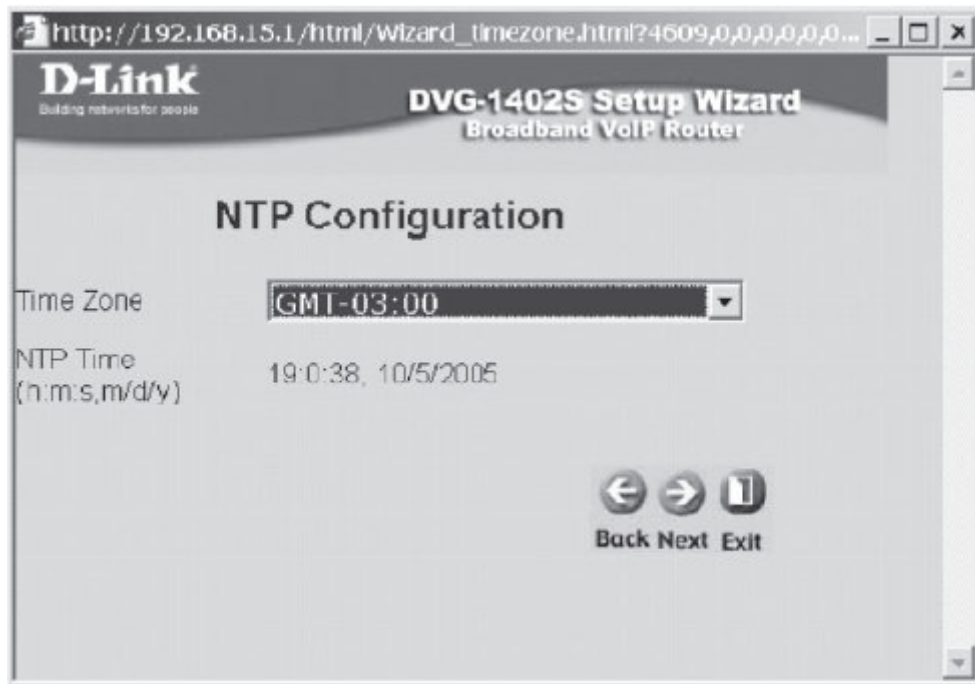 http://192.168.15.1/html/Wizard_timezone.html?4609,0,0,0,0,0,0...
D-Link
Building networks for people
DVG-1402S Setup Wizard
Broadband VoIP Router
NTP Configuration
Time Zone GMT-03:00
NTP Time
(h:m:s,m/d/y) 19:0:38, 10/5/2005
Back Next Exit